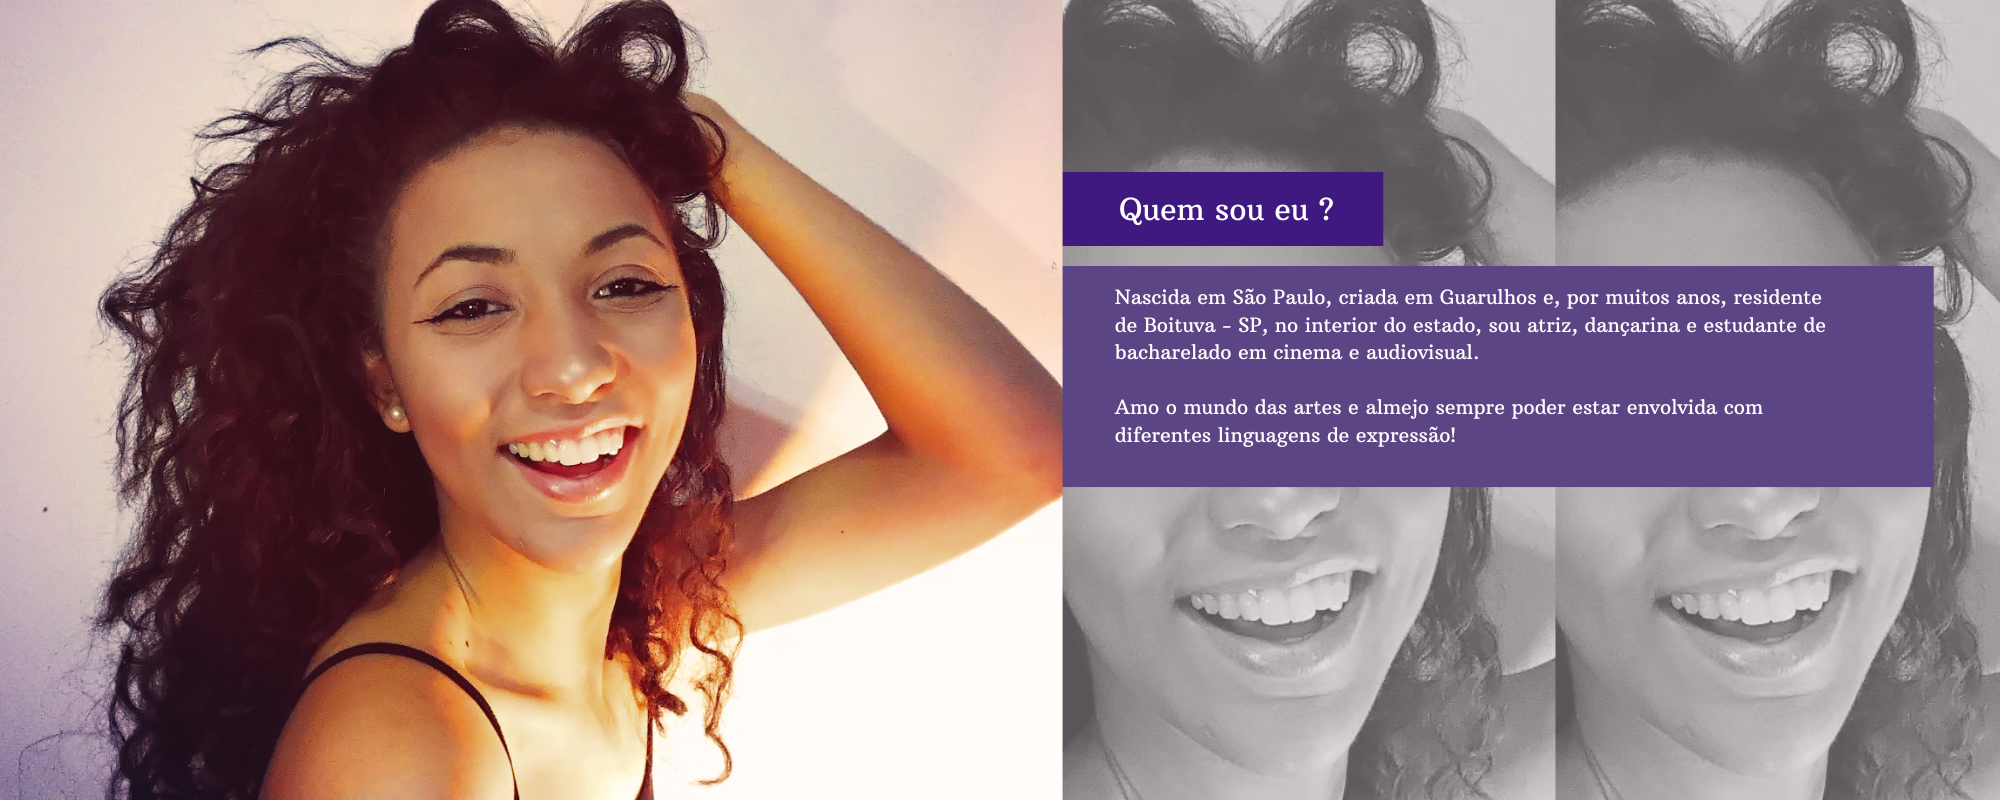 Quem sou eu ?
Nascida em São Paulo, criada em Guarulhos e, por muitos anos, residente
de Boituva - SP, no interior do estado, sou atriz, dançarina e estudante de
bacharelado em cinema e audiovisual.
Amo o mundo das artes e almejo sempre poder estar envolvida com
diferentes linguagens de expressão!